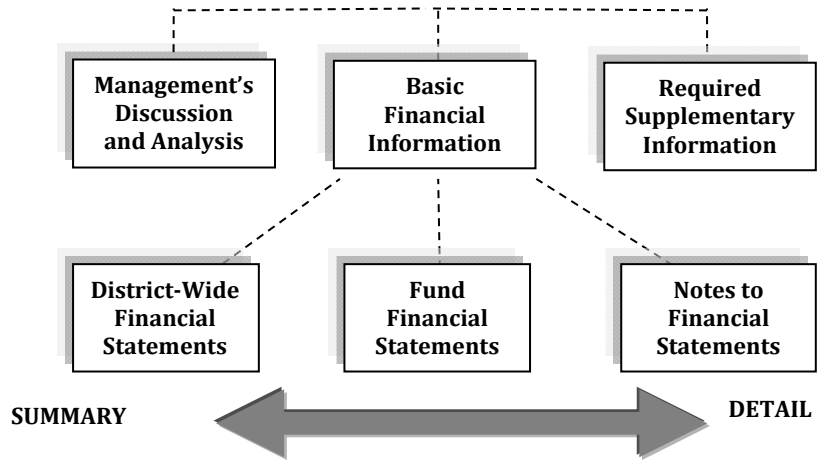 Management’s
Discussion
and Analysis
Basic
Financial
Information
Required
Supplementary
Information
District-Wide
Financial
Statements
Fund
Financial
Statements
Notes to
Financial
Statements
SUMMARY
DETAIL